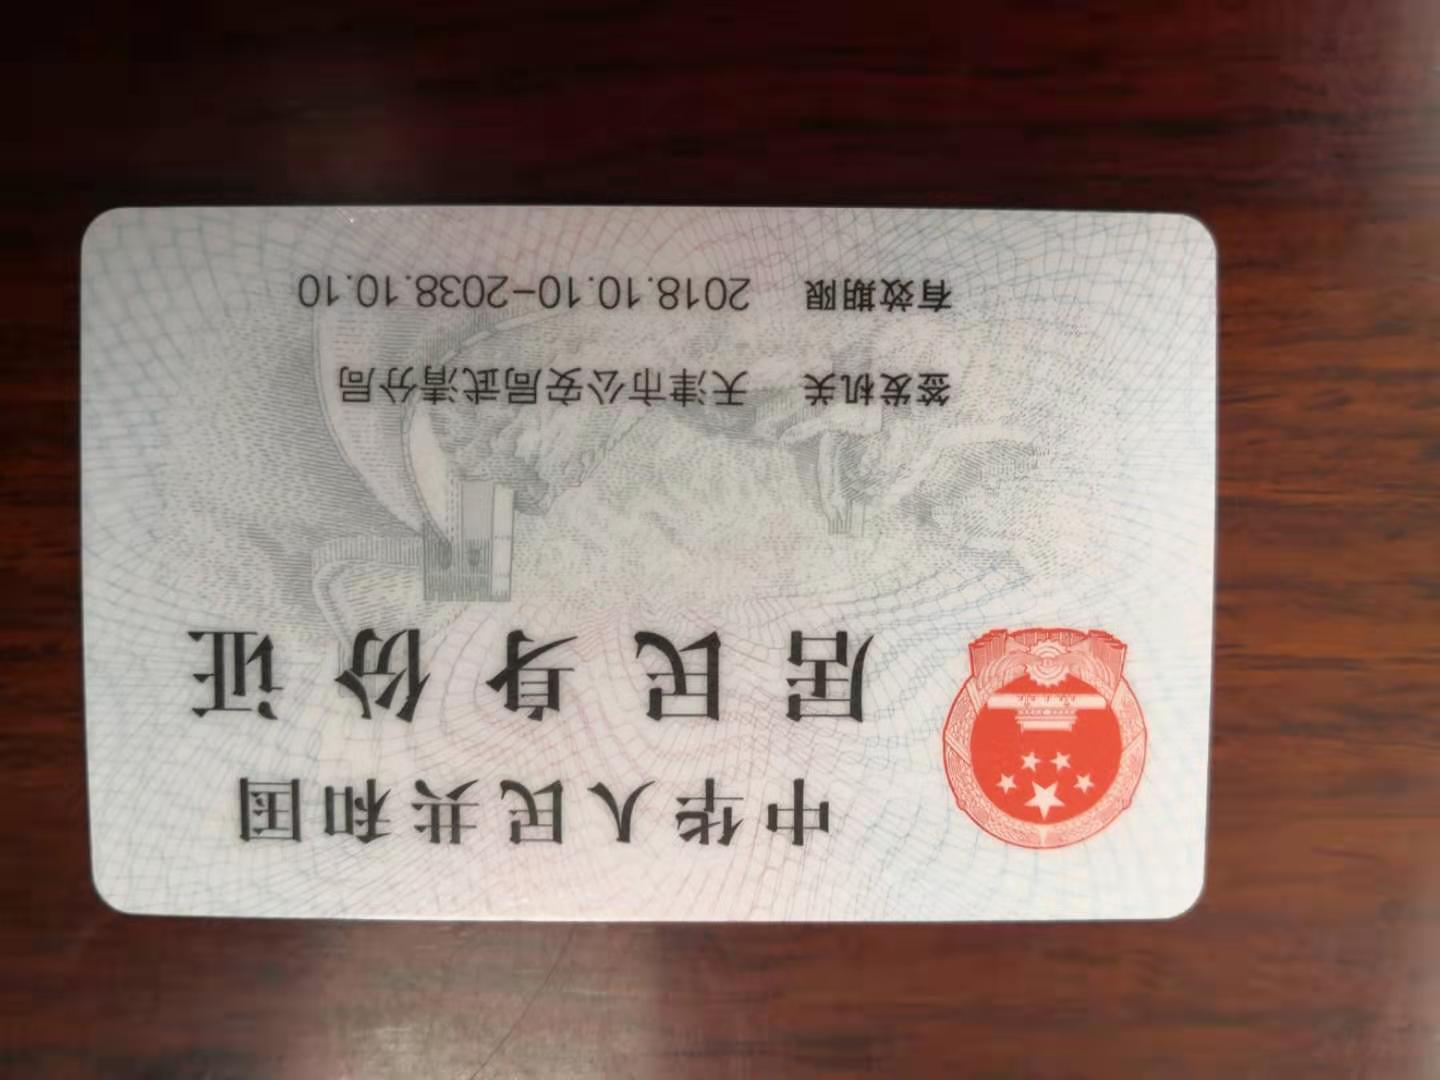 中华人民共和国
居民身份证
签发机关 天津市公安局武清分局
有效期限 2018.10.10-2038.10.10